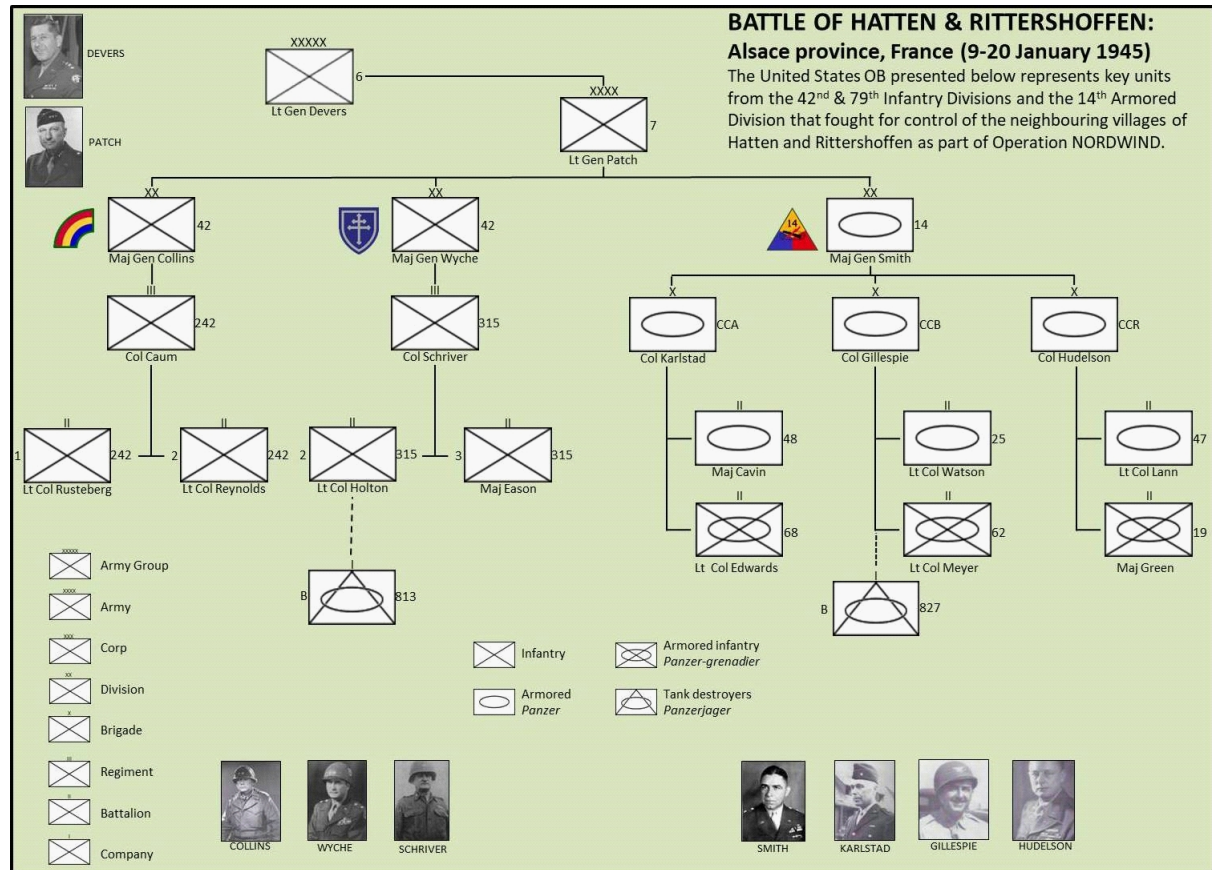 BATTLE OF HATTEN & RITTERSHOFFEN:
Alsace province, France (9-20 January 1945)
The United States OB presented below represents key units
from the 42nd & 79th Infantry Divisions and the 14th Armored
Division that fought for control of the neighbouring villages of
Hatten and Rittershoffen as part of Operation NORDWIND.
DEVERS
PATCH
XXXXX
6
Lt Gen Devers
XXXX
7
Lt Gen Patch
XX
42
Maj Gen Collins
XX
42
Maj Gen Wyche
14
XX
14
Maj Gen Smith
III
242
Col Caum
III
315
Col Schriver
X
CCA
Col Karlstad
X
CCB
Col Gillespie
X
CCR
Col Hudelson
II
1 242
Lt Col Rusteberg
II
2 242
Lt Col Reynolds
II
2 315
Lt Col Holton
II
3 315
Maj Eason
II
48
Maj Cavin
II
25
Lt Col Watson
II
47
Lt Col Lann
II
68
Lt Col Edwards
II
62
Lt Col Meyer
II
19
Maj Green
I
B 813
I
B 827
XXXXX
Army Group
XXXX
Army
XXX
Corp
XX
Division
X
Brigade
III
Regiment
II
Battalion
I
Company
Infantry
Armored
Panzer
Armored infantry
Panzer-grenadier
Tank destroyers
Panzerjager
COLLINS
WYCHE
SCHRIVER
SMITH
KARLSTAD
GILLESPIE
HUDELSON